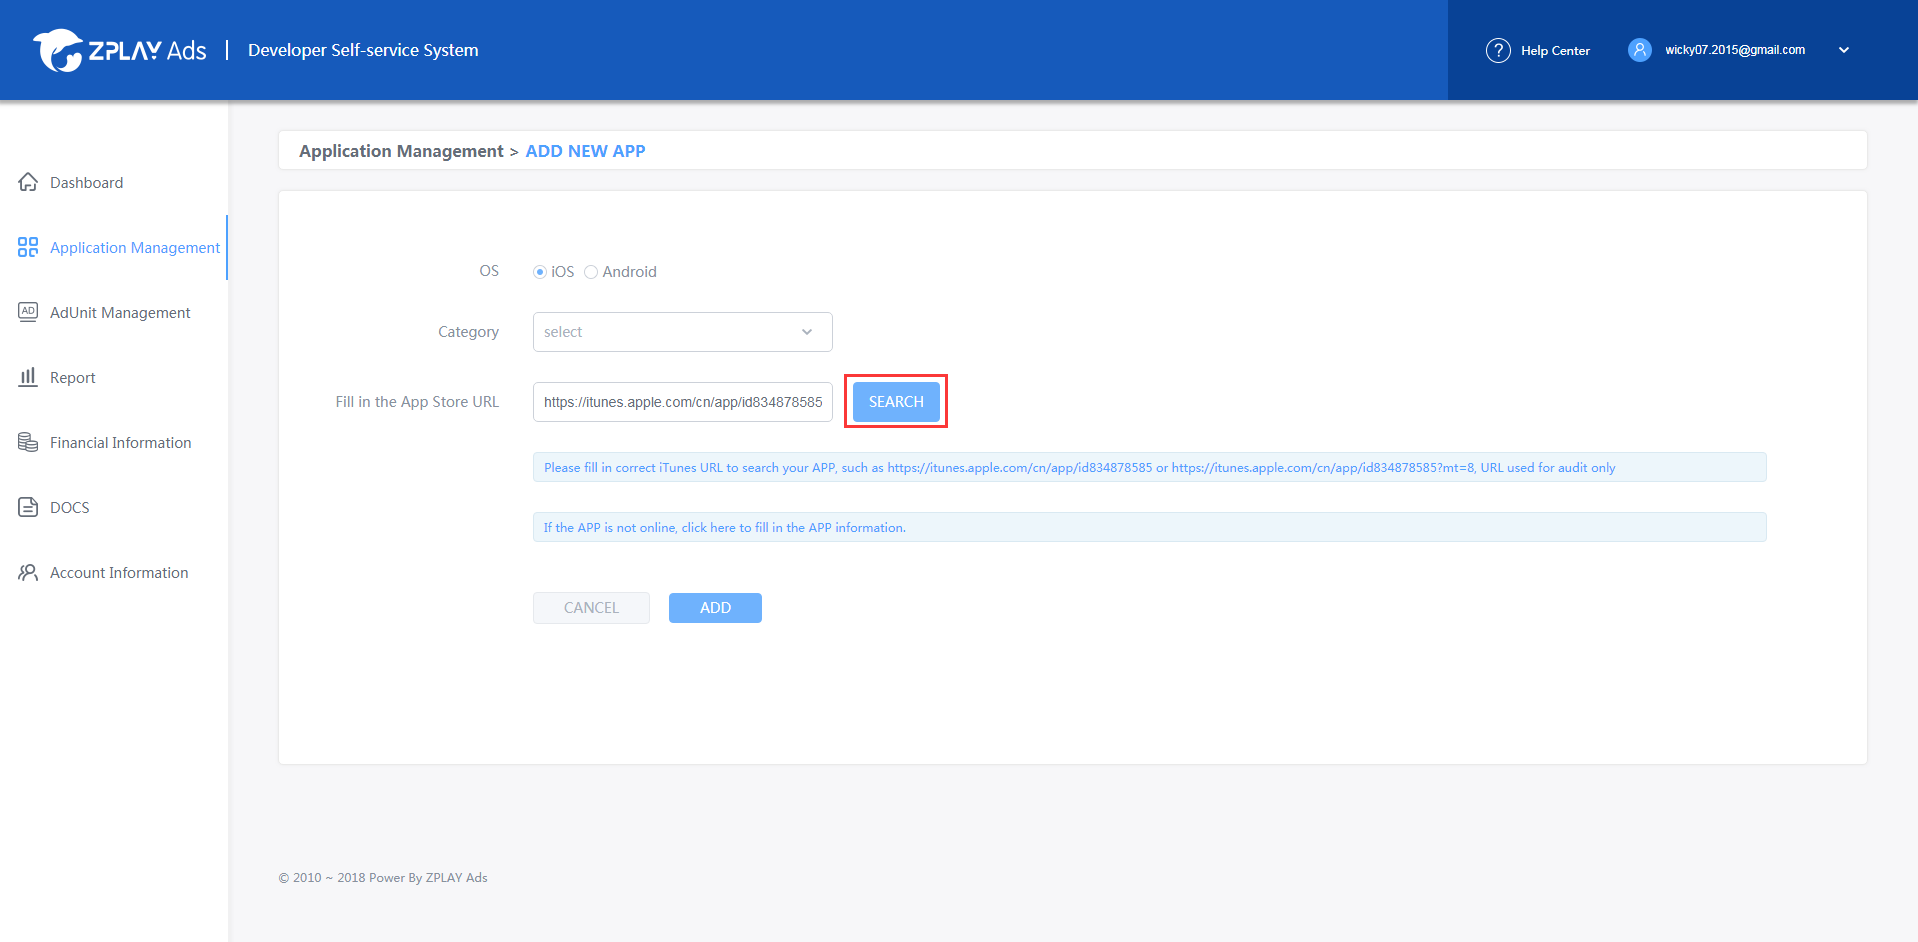 ZPLAY Ads | Developer Self-service System
? Help Center
wicky07.2015@gmail.com
Dashboard
Application Management
AD AdUnit Management
Report
Financial Information
DOCS
Account Information
Application Management > ADD NEW APP
OS iOS Android
Category select
Fill in the App Store URL https://itunes.apple.com/cn/app/id834878585 SEARCH
Please fill in correct iTunes URL to search your APP, such as https://itunes.apple.com/cn/app/id834878585 or https://itunes.apple.com/cn/app/id834878585?mt=8, URL used for audit only
If the APP is not online, click here to fill in the APP information.
CANCEL ADD
© 2010 ~ 2018 Power By ZPLAY Ads